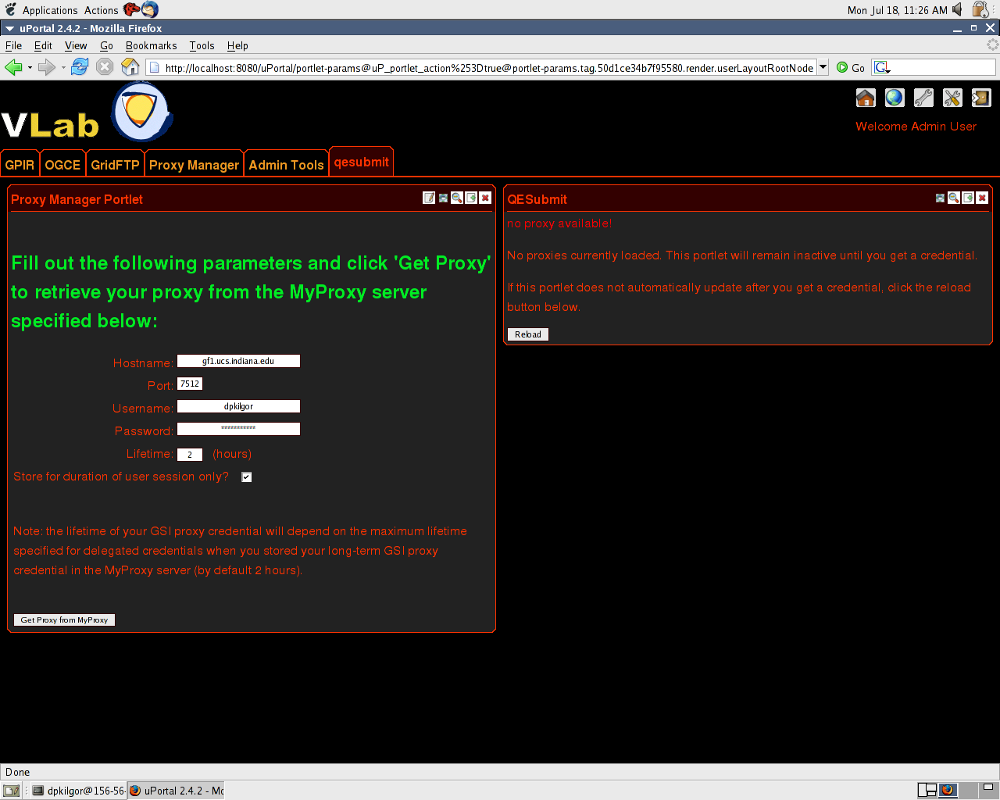 Applications Actions Mon Jul 18, 11:26 AM
uPortal 2.4.2 - Mozilla Firefox
File Edit View Go Bookmarks Tools Help
http://localhost:8080/uPortal/portlet-params@uP_portlet_action%253Dtrue@portlet-params.tag.50d1ce34b7f95580.render.userLayoutRootNode Go
VLab
Welcome Admin User
GPIR OGCE GridFTP Proxy Manager Admin Tools qesubmit
Proxy Manager Portlet
Fill out the following parameters and click 'Get Proxy'
to retrieve your proxy from the MyProxy server
specified below:
Hostname: gf1.ucs.indiana.edu
Port: 7512
Username: dpkilgor
Password: ***********
Lifetime: 2 (hours)
Store for duration of user session only?
Note: the lifetime of your GSI proxy credential will depend on the maximum lifetime
specified for delegated credentials when you stored your long-term GSI proxy
credential in the MyProxy server (by default 2 hours).
Get Proxy from MyProxy
QESubmit
no proxy available!
No proxies currently loaded. This portlet will remain inactive until you get a credential.
If this portlet does not automatically update after you get a credential, click the reload
button below.
Reload
Done
dpkilgor@156-56- uPortal 2.4.2 - Mo